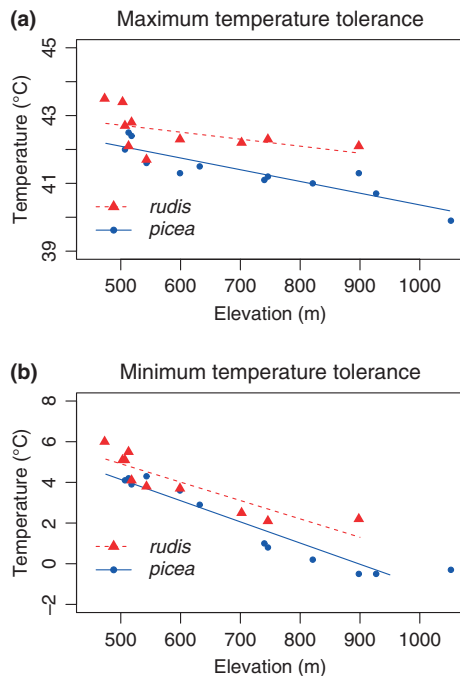 (a) Maximum temperature tolerance
45
43
41
39
Temperature (°C)
rudis
picea
500 600 700 800 900 1000
Elevation (m)
(b) Minimum temperature tolerance
8
6
4
2
0
−2
Temperature (°C)
rudis
picea
500 600 700 800 900 1000
Elevation (m)